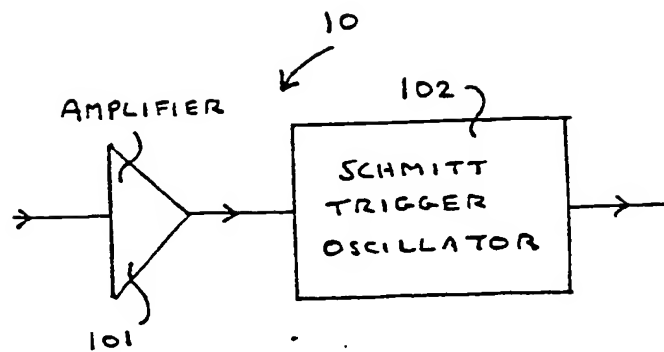 10
AMPLIFIER
102
SCHMITT
TRIGGER
OSCILLATOR
101